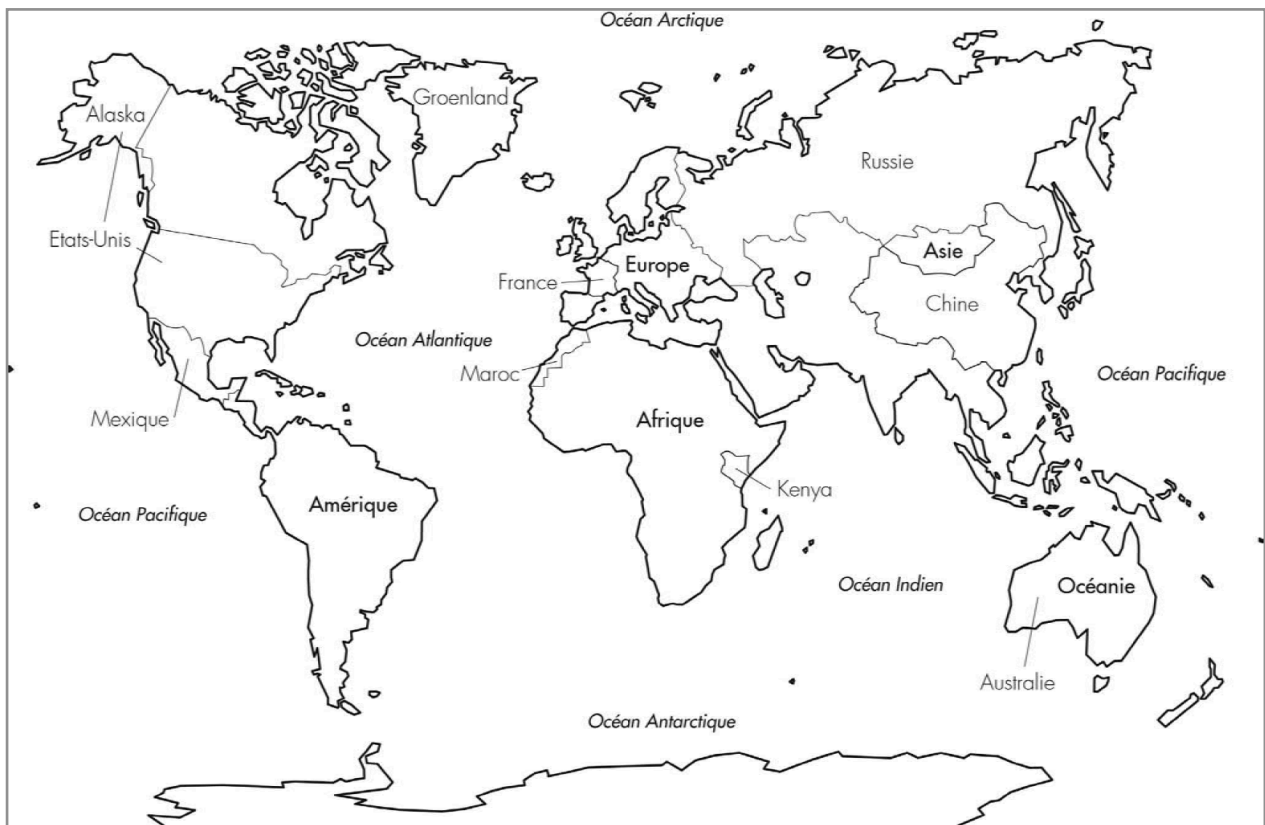 Océan Arctique
Groenland
Alaska
Russie
Etats-Unis
Asie
Europe
France
Chine
Océan Atlantique
Maroc
Océan Pacifique
Mexique
Afrique
Kenya
Amérique
Océan Pacifique
Océan Indien
Océanie
Australie
Océan Antarctique